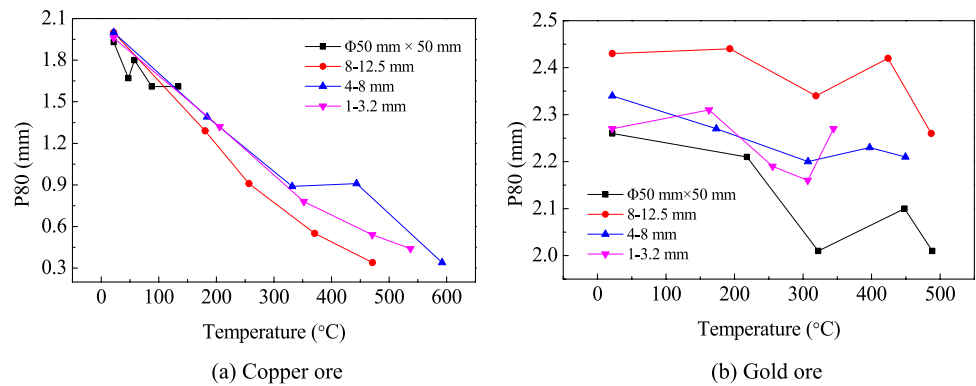 2.1
1.8
1.5
1.2
0.9
0.6
0.3
P80 (mm)
0 100 200 300 400 500 600
Temperature (°C)
Φ50 mm × 50 mm
8-12.5 mm
4-8 mm
1-3.2 mm
(a) Copper ore
2.5
2.4
2.3
2.2
2.1
2.0
P80 (mm)
0 100 200 300 400 500
Temperature (°C)
Φ50 mm×50 mm
8-12.5 mm
4-8 mm
1-3.2 mm
(b) Gold ore